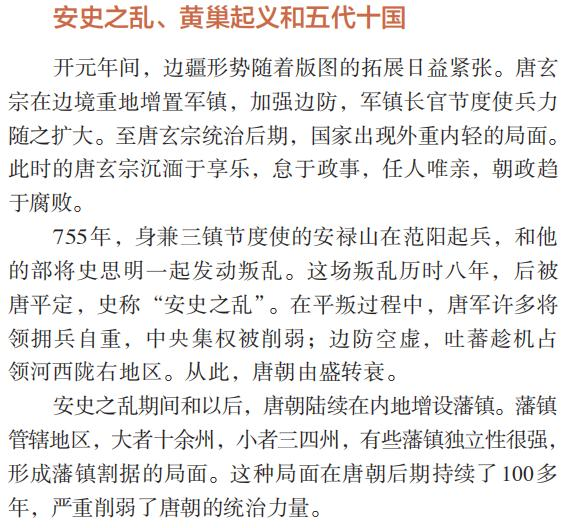 安史之乱、黄巢起义和五代十国
开元年间，边疆形势随着版图的拓展日益紧张。唐玄
宗在边境重地增置军镇，加强边防，军镇长官节度使兵力
随之扩大。至唐玄宗统治后期，国家出现外重内轻的局面。
此时的唐玄宗沉湎于享乐，怠于政事，任人唯亲，朝政趋
于腐败。
755年，身兼三镇节度使的安禄山在范阳起兵，和他
的部将史思明一起发动叛乱。这场叛乱历时八年，后被
唐平定，史称“安史之乱”。在平叛过程中，唐军许多将
领拥兵自重，中央集权被削弱；边防空虚，吐蕃趁机占
领河西陇右地区。从此，唐朝由盛转衰。
安史之乱期间和以后，唐朝陆续在内地增设藩镇。藩镇
管辖地区，大者十余州，小者三四州，有些藩镇独立性很强，
形成藩镇割据的局面。这种局面在唐朝后期持续了100多
年，严重削弱了唐朝的统治力量。